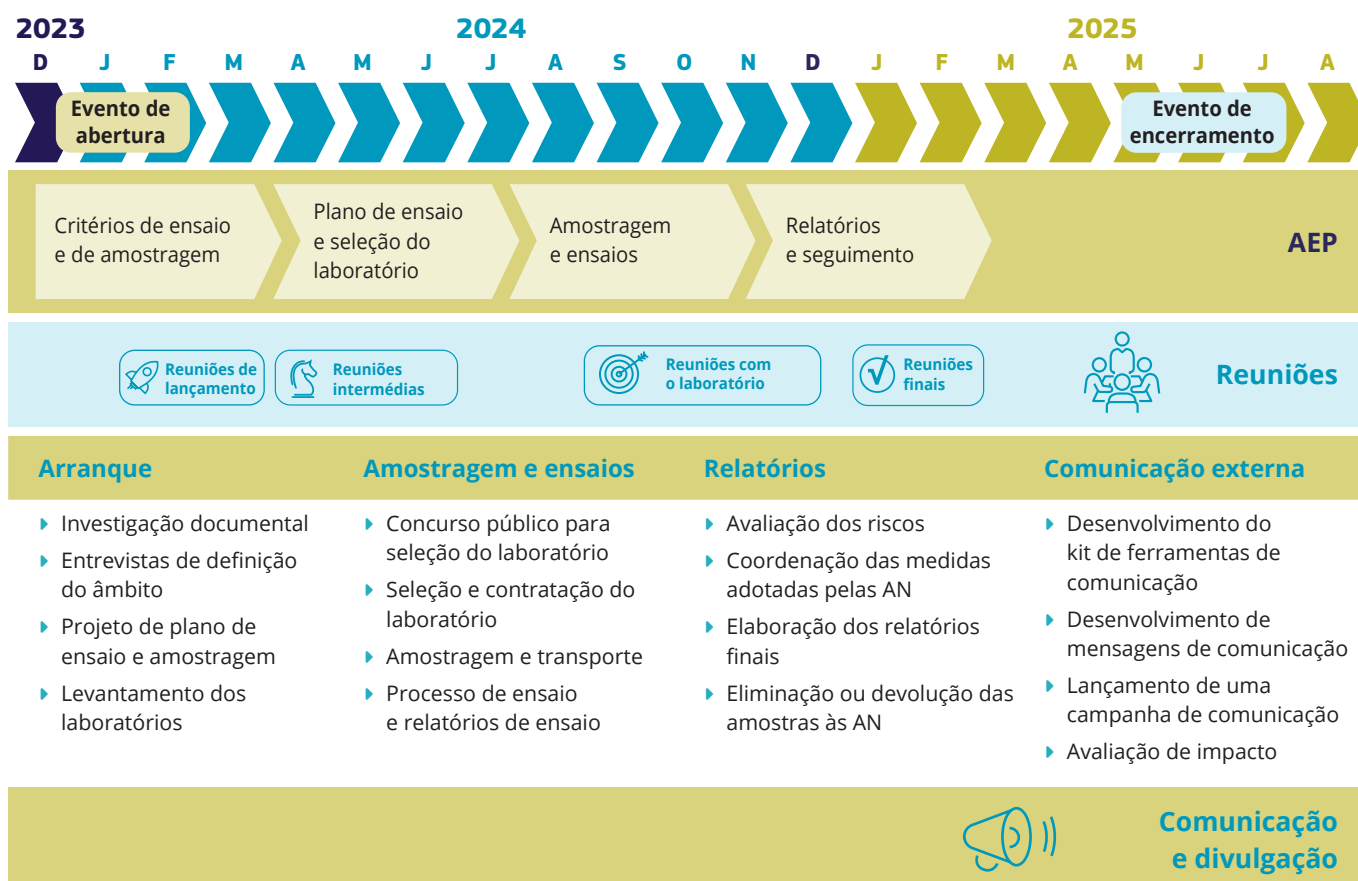 2023 2024 2025
D J F M A M J J A S O N D J F M A M J J A
Evento de
abertura
Evento de
encerramento
Critérios de ensaio
e de amostragem
Plano de ensaio
e seleção do
laboratório
Amostragem
e ensaios
Relatórios
e seguimento
AEP
Reuniões de
lançamento
Reuniões
intermédias
Reuniões com
o laboratório
Reuniões
finais
Reuniões
Arranque
Investigação documental
Entrevistas de definição
do âmbito
Projeto de plano de
ensaio e amostragem
Levantamento dos
laboratórios
Amostragem e ensaios
Concurso público para
seleção do laboratório
Seleção e contratação do
laboratório
Amostragem e transporte
Processo de ensaio
e relatórios de ensaio
Relatórios
Avaliação dos riscos
Coordenação das medidas
adotadas pelas AN
Elaboração dos relatórios
finais
Eliminação ou devolução das
amostras às AN
Comunicação externa
Desenvolvimento do
kit de ferramentas de
comunicação
Desenvolvimento de
mensagens de comunicação
Lançamento de uma
campanha de comunicação
Avaliação de impacto
Comunicação
e divulgação